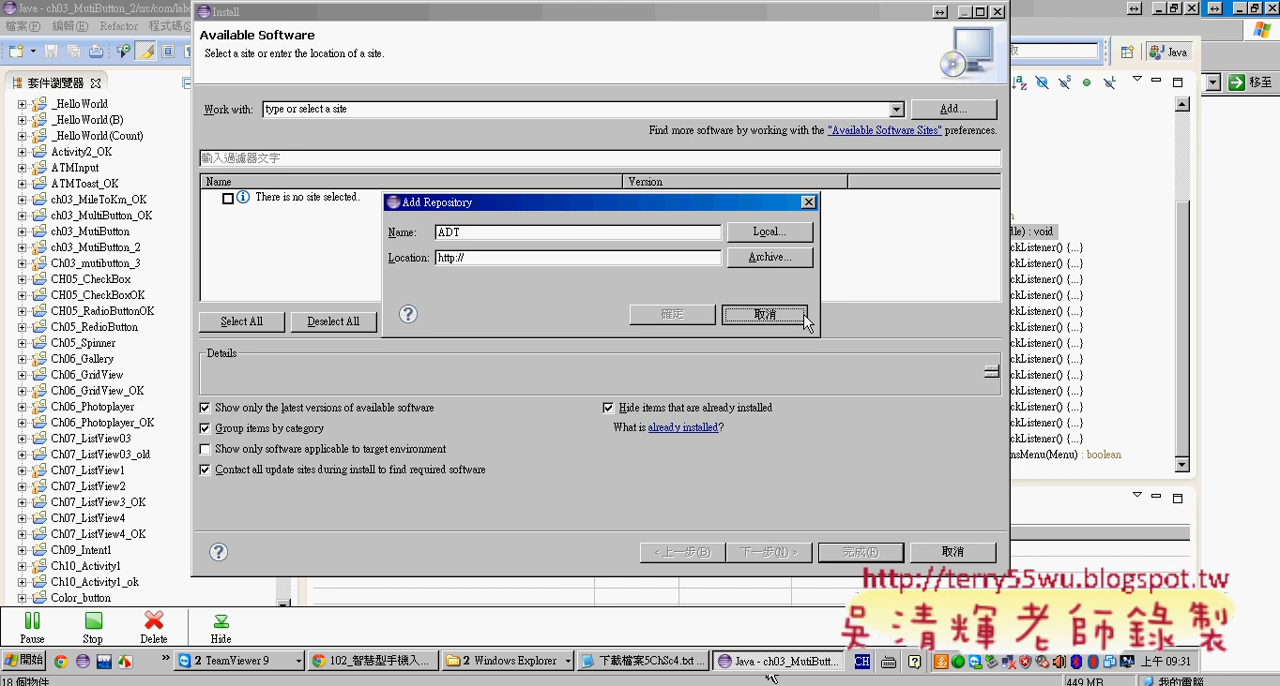 Java - ch03_MutiButton_2/src/com/labc
Install
檔案(F) 編輯(E) Refactor 程式碼(S)
Available Software
Select a site or enter the location of a site.
Java
套件瀏覽器
移至
Work with: type or select a site Add...
Find more software by working with the "Available Software Sites" preferences.
輸入過濾器文字
Name Version
There is no site selected.
Add Repository
Name: ADT Local...
Location: http:// Archive...
確定 取消
Select All Deselect All
Details
Show only the latest versions of available software
Hide items that are already installed
Group items by category
What is already installed?
Show only software applicable to target environment
Contact all update sites during install to find required software
<上一步(B) 下一步(N)> 完成(F) 取消
_HelloWorld
_HelloWorld(B)
_HelloWorld(Count)
Activity2_OK
ATMInput
ATMToast_OK
ch03_MileToKm_OK
ch03_MultiButton_OK
ch03_MutiButton
ch03_MutiButton_2
Ch03_mutibutton_3
CH05_CheckBox
CH05_CheckBoxOK
CH05_RadioButtonOK
Ch05_RedioButton
Ch05_Spinner
Ch06_Gallery
Ch06_GridView
Ch06_GridView_OK
Ch06_Photoplayer
Ch06_Photoplayer_OK
Ch07_ListView03
Ch07_ListView03_old
Ch07_ListView1
Ch07_ListView2
Ch07_ListView3_OK
Ch07_ListView4
Ch07_ListView4_OK
Ch09_Intent1
Ch10_Activity1
Ch10_Activity1_ok
Color_button
dle) : void
ckListener() {...}
ckListener() {...}
ckListener() {...}
ckListener() {...}
ckListener() {...}
ckListener() {...}
ckListener() {...}
ckListener() {...}
ckListener() {...}
ckListener() {...}
ckListener() {...}
ckListener() {...}
ckListener() {...}
nsMenu(Menu) : boolean
http://terry55wu.blogspot.tw
吳清輝老師錄製
Pause Stop Delete Hide
開始 2 TeamViewer 9 102_智慧型手機入... 2 Windows Explorer 下載檔案5ChSc4.txt ... Java - ch03_MutiButt... CH 上午 09:31
18 個物件 449 MB 我的電腦